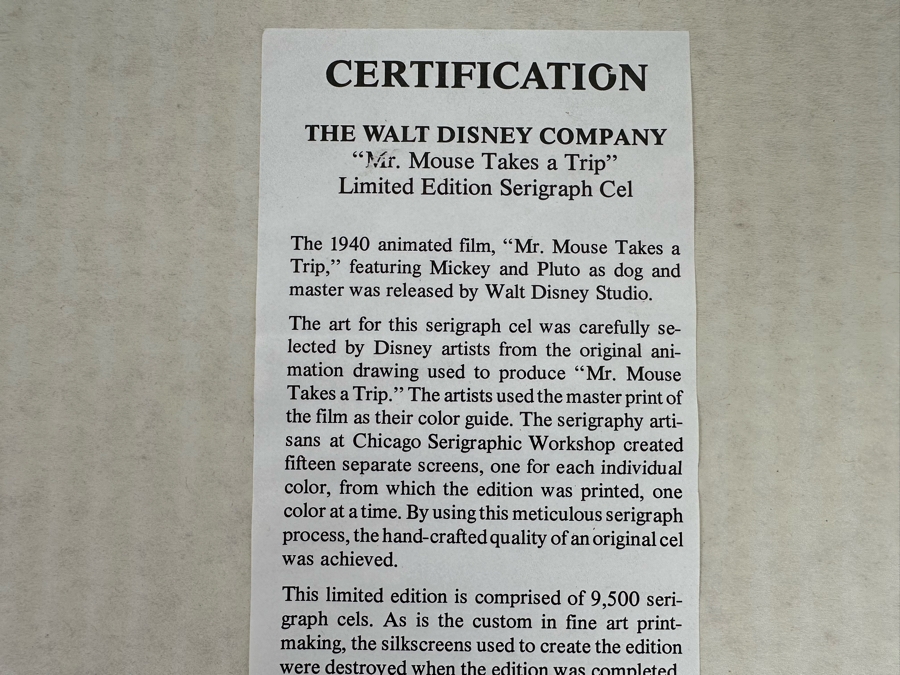 CERTIFICATION
THE WALT DISNEY COMPANY
“Mr. Mouse Takes a Trip”
Limited Edition Serigraph Cel
The 1940 animated film, “Mr. Mouse Takes a
Trip,” featuring Mickey and Pluto as dog and
master was released by Walt Disney Studio.
The art for this serigraph cel was carefully se-
lected by Disney artists from the original ani-
mation drawing used to produce “Mr. Mouse
Takes a Trip.” The artists used the master print of
the film as their color guide. The serigraphy arti-
sans at Chicago Serigraphic Workshop created
fifteen separate screens, one for each individual
color, from which the edition was printed, one
color at a time. By using this meticulous serigraph
process, the hand-crafted quality of an original cel
was achieved.
This limited edition is comprised of 9,500 seri-
graph cels. As is the custom in fine art print-
making, the silkscreens used to create the edition
were destroyed when the edition was completed.